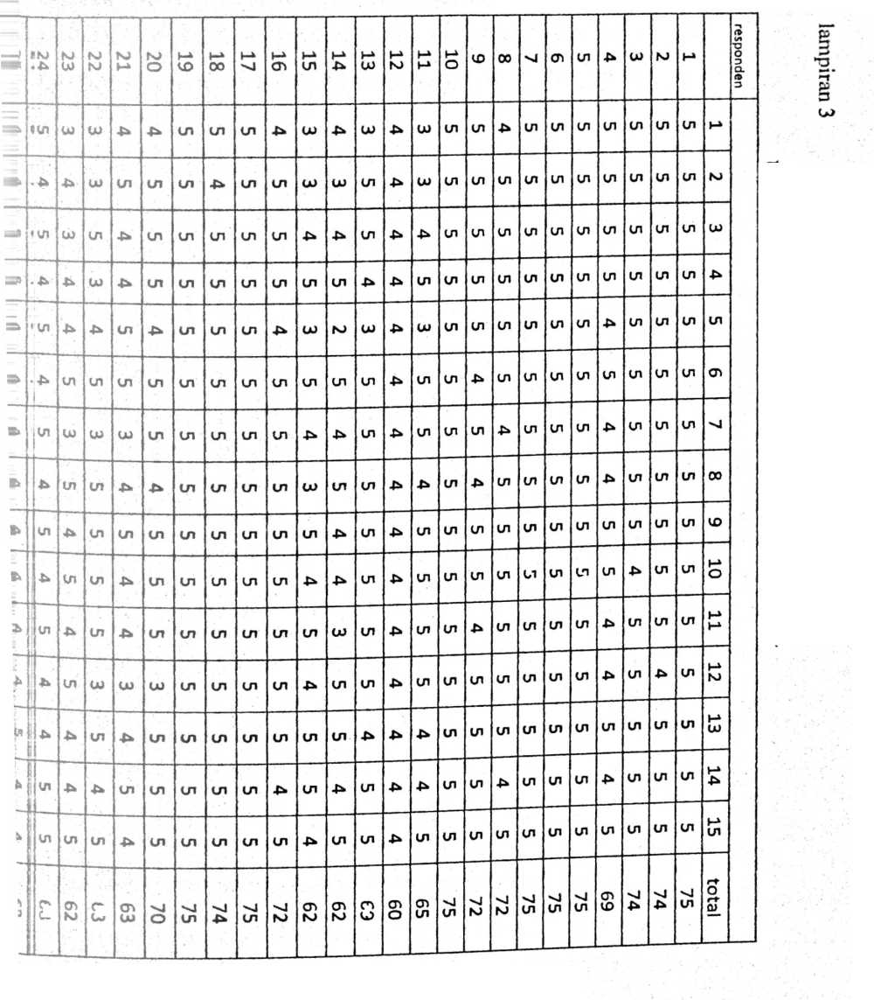 lampiran 3
responden
1 2 3 4 5 6 7 8 9 10 11 12 13 14 15 total
1 5 5 5 5 5 5 5 5 5 5 5 5 5 5 5 75
2 5 5 5 5 5 5 5 5 5 5 5 4 5 5 5 74
3 5 5 5 5 5 5 5 5 5 4 5 5 5 5 5 74
4 5 5 5 5 4 5 4 4 5 5 4 4 5 4 5 69
5 5 5 5 5 5 5 5 5 5 5 5 5 5 5 5 75
6 5 5 5 5 5 5 5 5 5 5 5 5 5 5 5 75
7 5 5 5 5 5 5 5 5 5 5 5 5 5 5 5 75
8 4 5 5 5 5 5 4 5 5 5 5 5 5 4 5 72
9 5 5 5 5 5 4 5 4 5 5 4 5 5 5 5 72
10 5 5 5 5 5 5 5 5 5 5 5 5 5 5 5 75
11 3 3 4 5 3 5 5 4 5 5 5 5 4 4 5 65
12 4 4 4 4 4 4 4 4 4 4 4 4 4 4 4 60
13 3 5 5 4 3 5 5 5 5 5 5 5 4 5 5
14 4 3 4 5 2 5 4 5 4 4 3 5 5 4 5 62
15 3 3 4 5 3 5 4 3 5 4 5 4 5 5 4 62
16 4 5 5 5 4 5 5 5 5 5 5 5 5 4 5 72
17 5 5 5 5 5 5 5 5 5 5 5 5 5 5 5 75
18 5 4 5 5 5 5 5 5 5 5 5 5 5 5 5 74
19 5 5 5 5 5 5 5 5 5 5 5 5 5 5 5 75
20 4 5 5 5 4 5 5 4 5 5 5 3 5 5 5 70
21 4 5 4 4 5 5 3 4 5 4 4 3 4 5 4 63
22 3 3 5 3 4 5 3 5 5 5 5 3 5 4 5
23 3 4 3 4 4 5 3 5 4 5 4 5 4 4 5 62
24 5 4 5 4 5 4 5 4 5 4 5 4 4 5 5